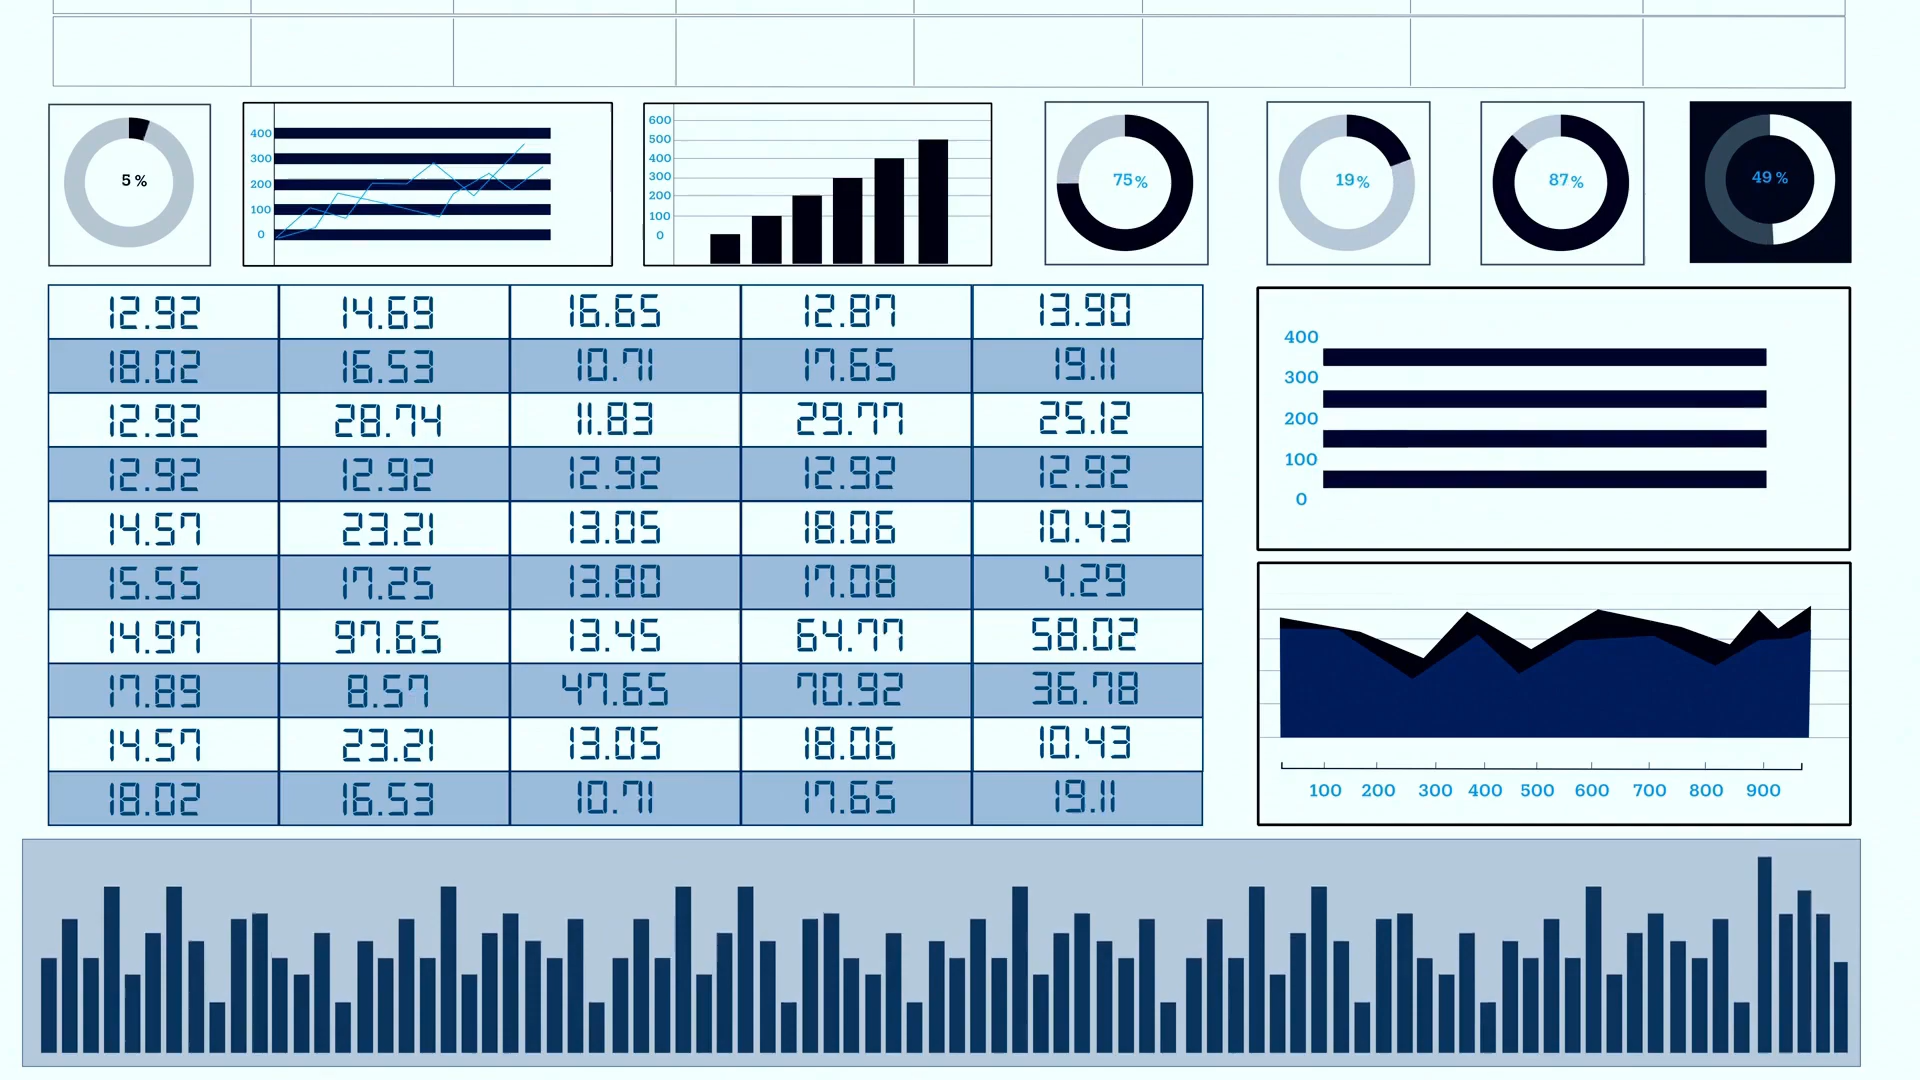 5 %
400
300
200
100
0
600
500
400
300
200
100
0
75%
19%
87%
49 %
12.92 14.69 16.65 12.87 13.90
18.02 16.53 10.71 17.65 19.11
12.92 28.74 11.83 29.77 25.12
12.92 12.92 12.92 12.92 12.92
14.57 23.21 13.05 18.06 10.43
15.55 17.25 13.80 17.08 4.29
14.97 97.65 13.45 64.77 58.02
17.89 8.57 47.65 70.92 36.78
14.57 23.21 13.05 18.06 10.43
18.02 16.53 10.71 17.65 19.11
400
300
200
100
0
100 200 300 400 500 600 700 800 900